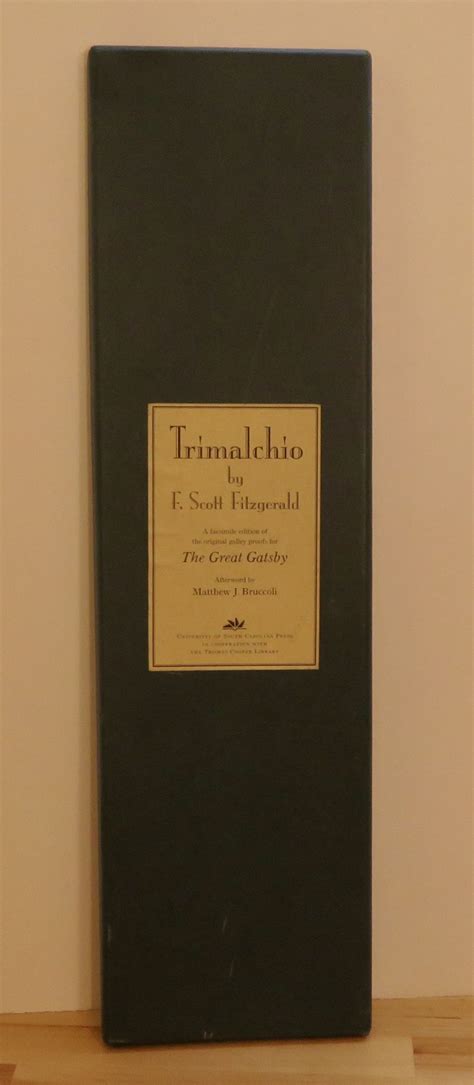 Trimalchio
by
F. Scott Fitzgerald
A facsimile edition of
the original galley proofs for
The Great Gatsby
Afterword by
Matthew J. Bruccoli
University of South Carolina Press
in cooperation with
the Thomas Cooper Library